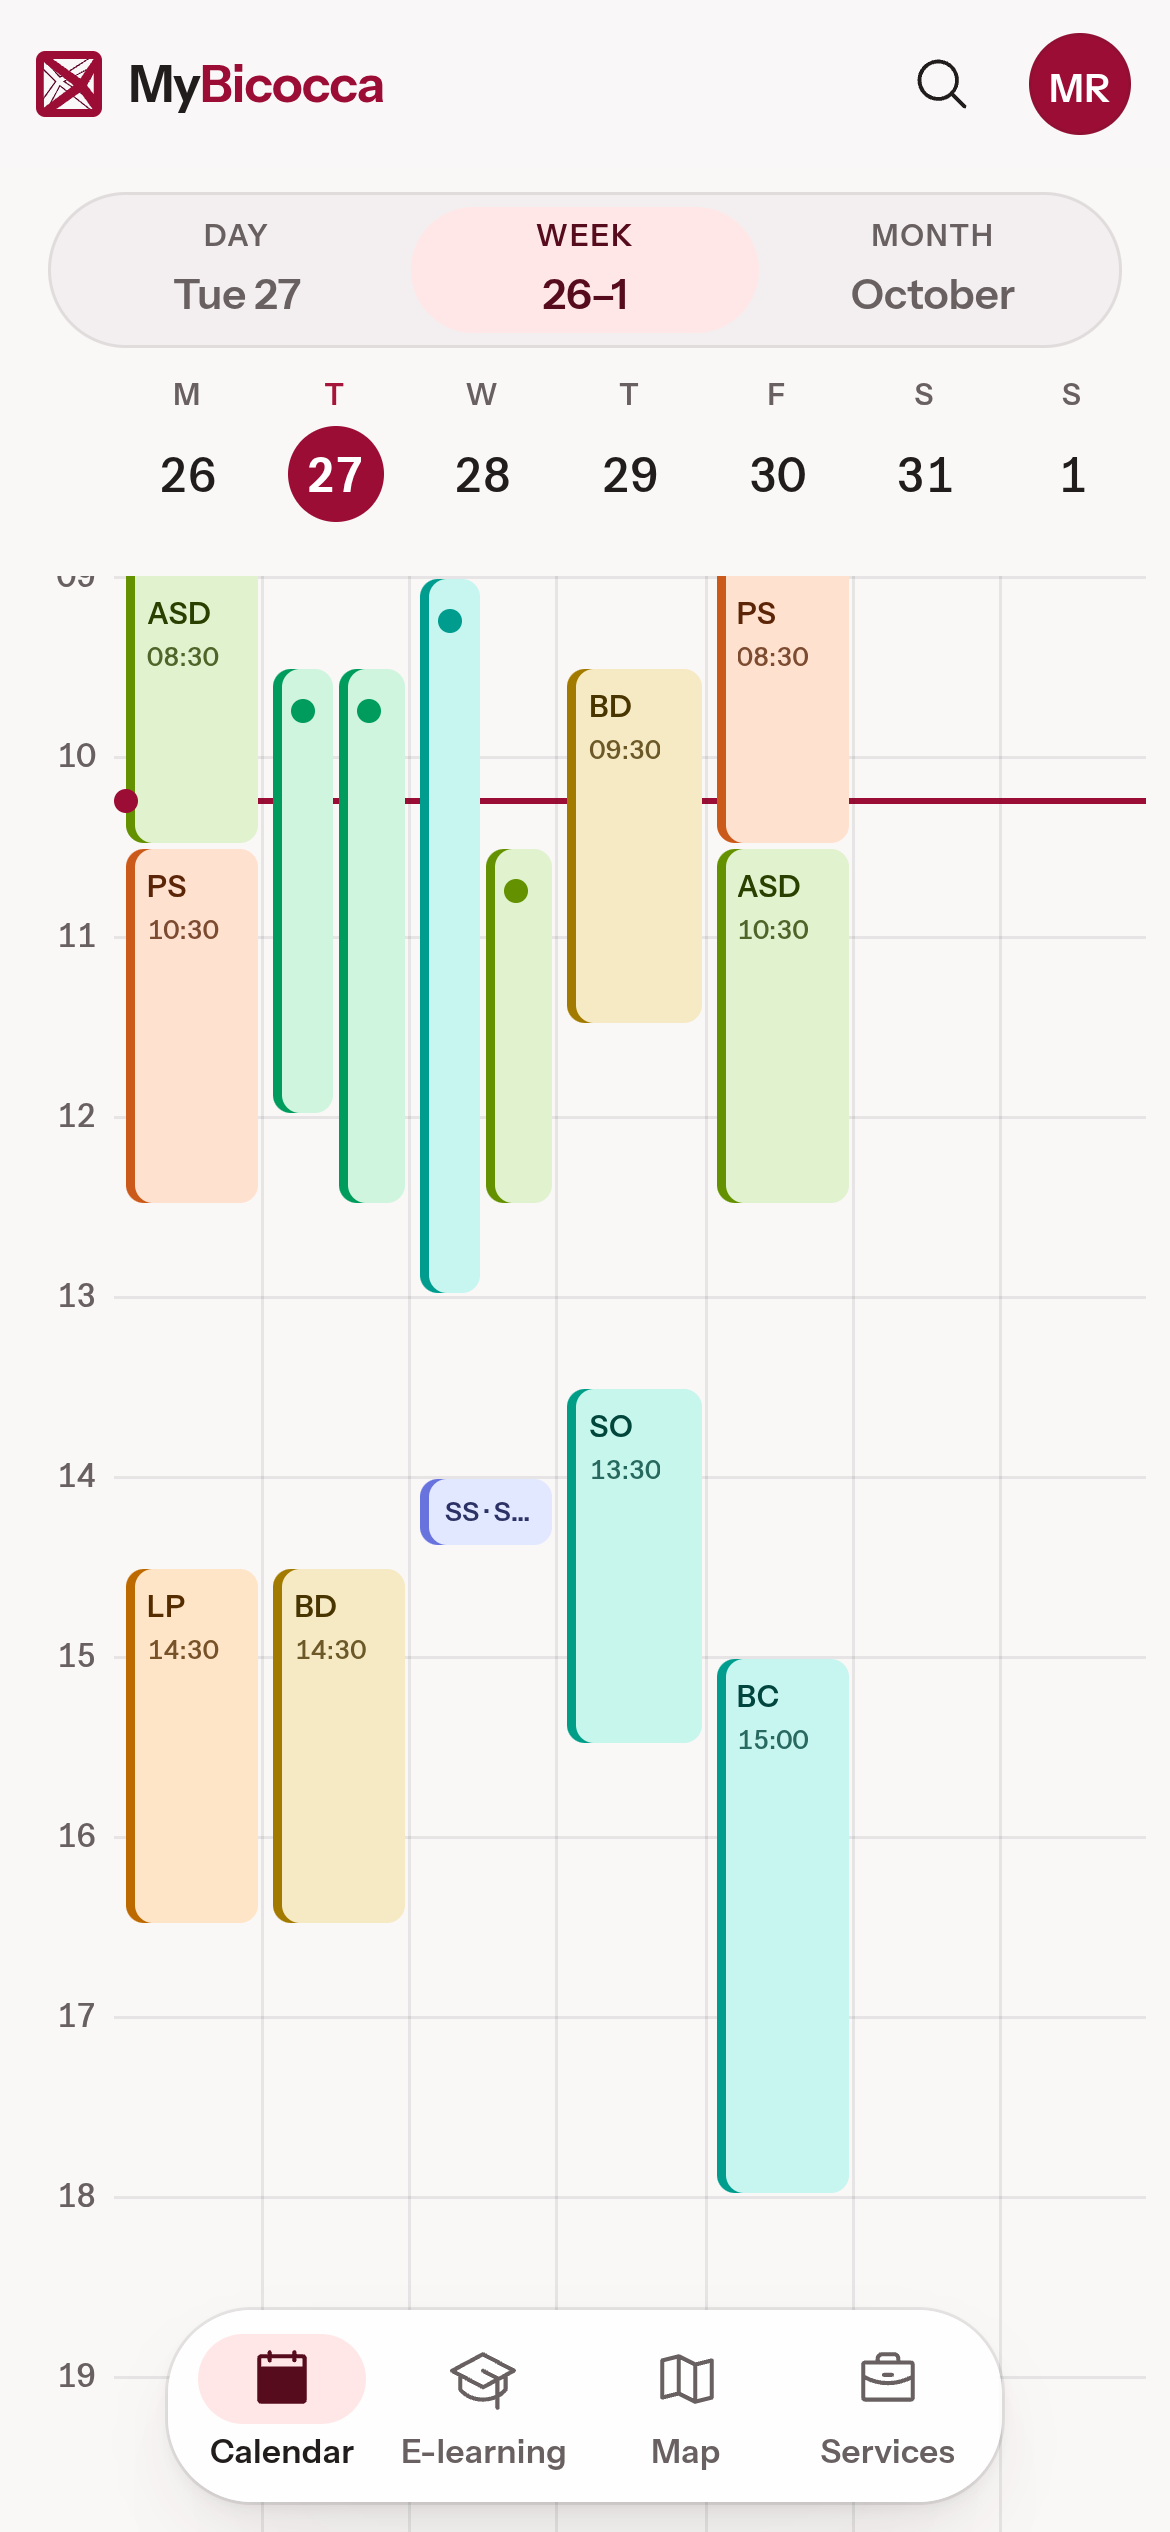 MyBicocca
MR
DAY
WEEK
MONTH
Tue 27
26–1
October
M
T
W
T
F
S
S
26
27
28
29
30
31
1
09
ASD
08:30
PS
08:30
BD
09:30
10
PS
10:30
ASD
10:30
11
12
13
SO
13:30
14
SS·S...
LP
14:30
BD
14:30
15
BC
15:00
16
17
18
19
Calendar
E-learning
Map
Services